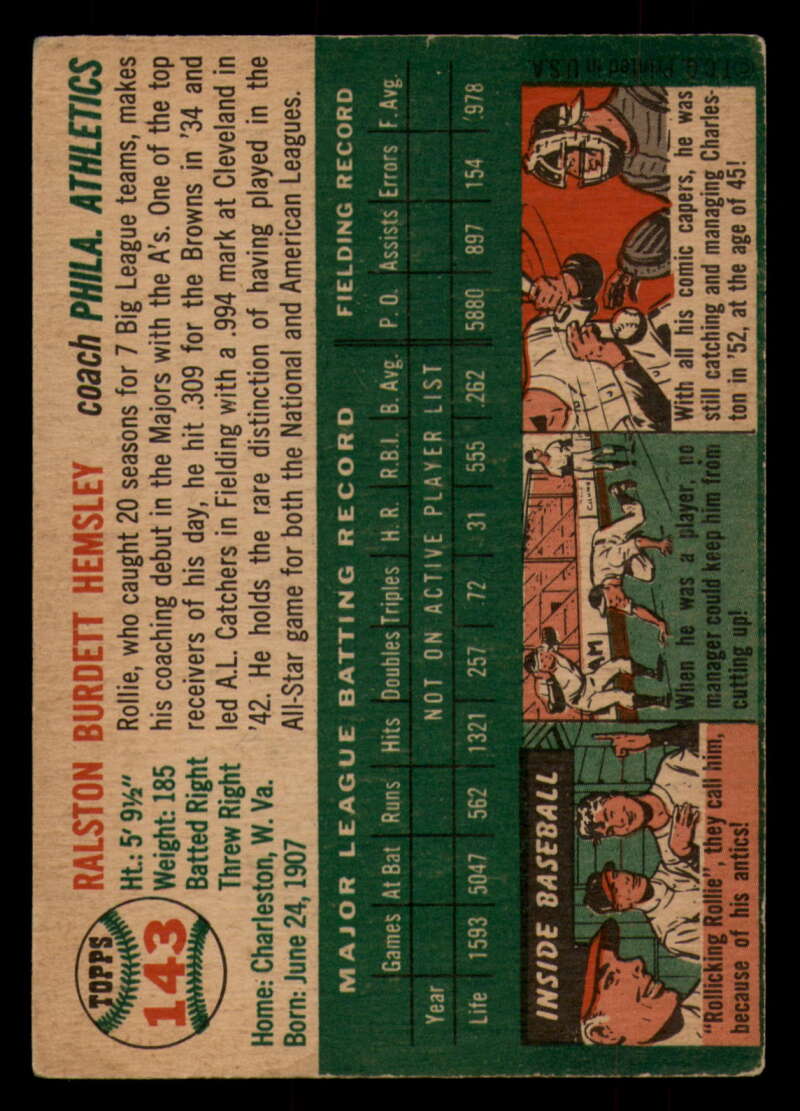 TOPPS
143
RALSTON BURDETT HEMSLEY coach PHILA. ATHLETICS
Ht.: 5' 9½"
Weight: 185
Batted Right
Threw Right
Home: Charleston, W. Va.
Born: June 24, 1907
Rollie, who caught 20 seasons for 7 Big League teams, makes
his coaching debut in the Majors with the A's. One of the top
receivers of his day, he hit .309 for the Browns in '34 and
led A.L. Catchers in Fielding with a .994 mark at Cleveland in
'42. He holds the rare distinction of having played in the
All-Star game for both the National and American Leagues.
MAJOR LEAGUE BATTING RECORD FIELDING RECORD
Games At Bat Runs Hits Doubles Triples H.R. R.B.I. B. Avg. P.O. Assists Errors F. Avg.
Year NOT ON ACTIVE PLAYER LIST
Life 1593 5047 562 1321 257 72 31 555 .262 5880 897 154 .978
INSIDE BASEBALL
"Rollicking Rollie", they call him,
because of his antics!
AM
When he was a player, no
manager could keep him from
cutting up!
With all his comic capers, he was
still catching and managing Charles-
ton in '52, at the age of 45!
©T.C.G. Printed in U.S.A.